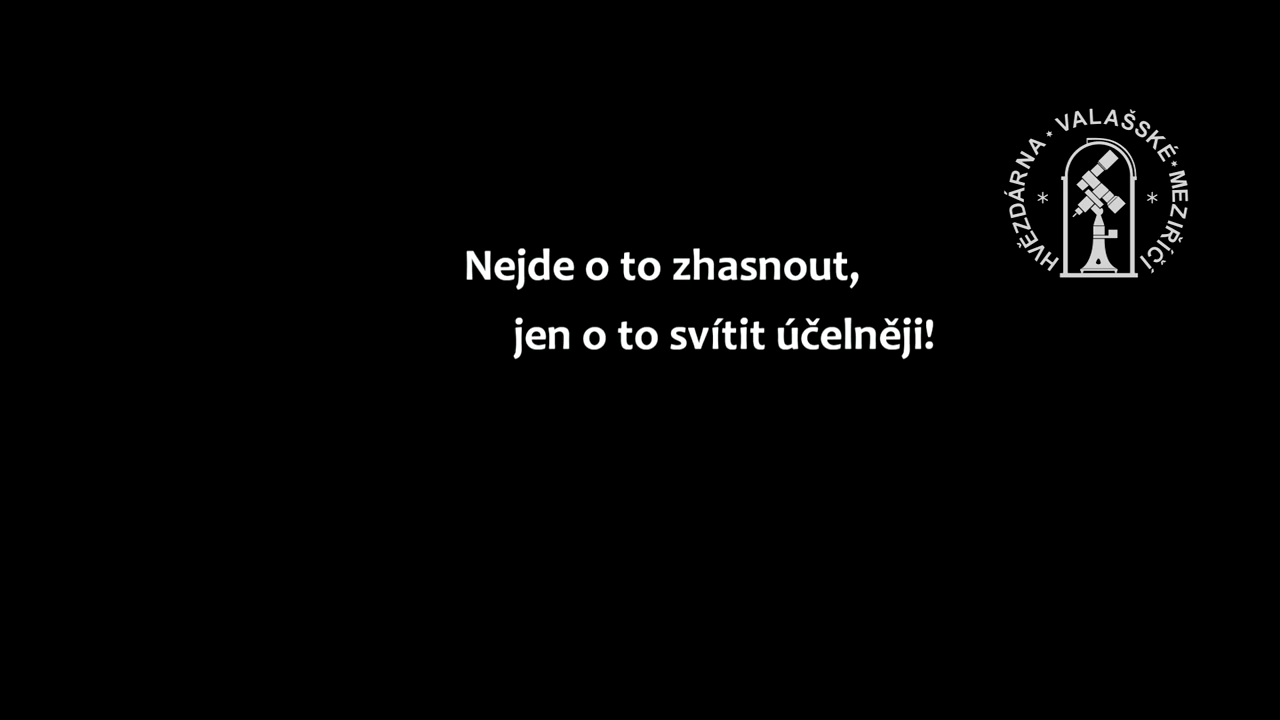 HVĚZDÁRNA * VALAŠSKÉ * MEZIŘÍČÍ
Nejde o to zhasnout,
jen o to svítit účelněji!